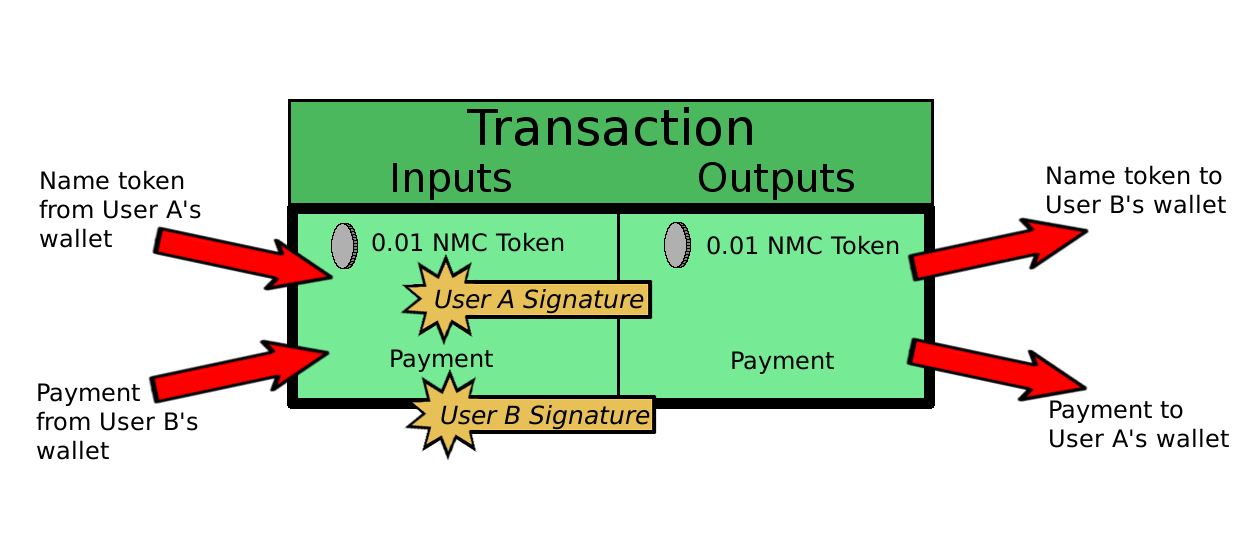 Transaction
Inputs
Outputs
Name token
from User A's
wallet
0.01 NMC Token
User A Signature
Payment
Payment
from User B's
wallet
User B Signature
0.01 NMC Token
Payment
Name token to
User B's wallet
Payment to
User A's wallet